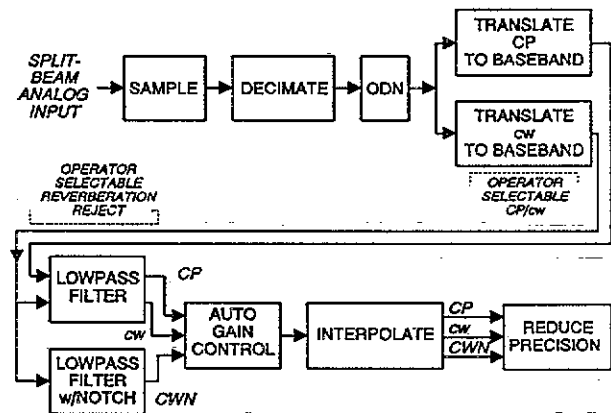 SPLIT-
BEAM
ANALOG
INPUT
SAMPLE
DECIMATE
ODN
TRANSLATE
CP
TO BASEBAND
TRANSLATE
cw
TO BASEBAND
OPERATOR
SELECTABLE
CP/cw
OPERATOR
SELECTABLE
REVERBERATION
REJECT
LOWPASS
FILTER
CP
cw
LOWPASS
FILTER
w/NOTCH
CWN
AUTO
GAIN
CONTROL
INTERPOLATE
CP
cw
CWN
REDUCE
PRECISION